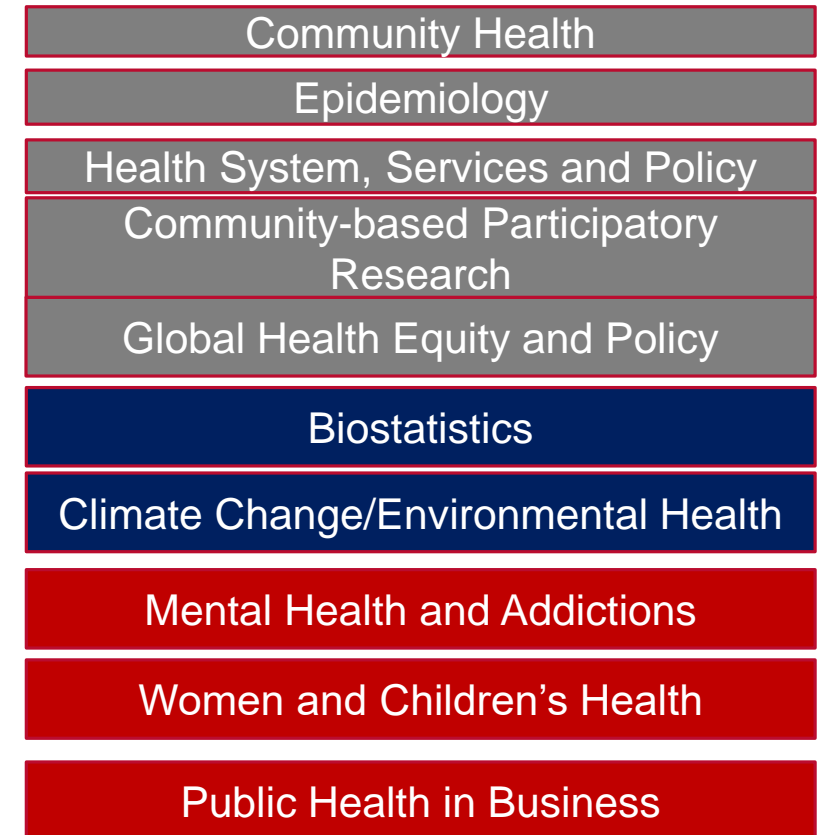 Community Health
Epidemiology
Health System, Services and Policy
Community-based Participatory
Research
Global Health Equity and Policy
Biostatistics
Climate Change/Environmental Health
Mental Health and Addictions
Women and Children’s Health
Public Health in Business